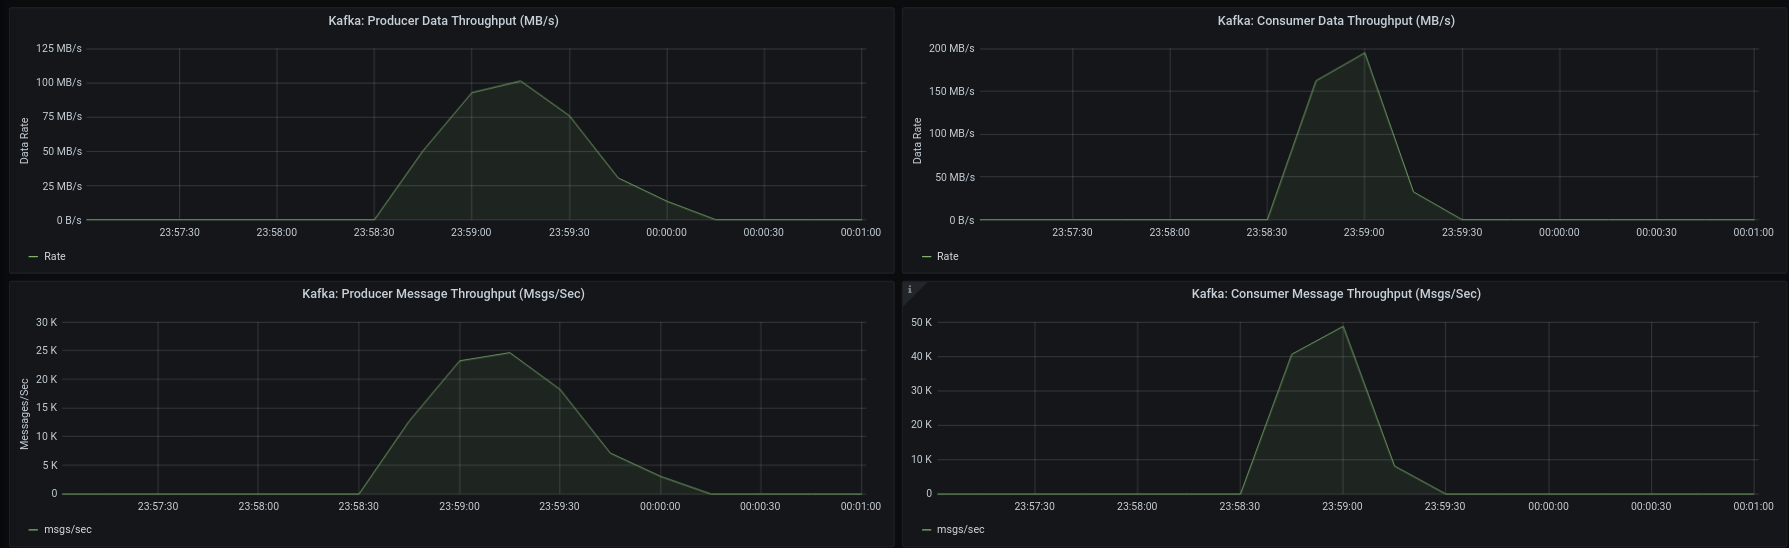 Kafka: Producer Data Throughput (MB/s)
125 MB/s
100 MB/s
75 MB/s
50 MB/s
25 MB/s
0 B/s
Data Rate
23:57:30 23:58:00 23:58:30 23:59:00 23:59:30 00:00:00 00:00:30 00:01:00
Rate
Kafka: Consumer Data Throughput (MB/s)
200 MB/s
150 MB/s
100 MB/s
50 MB/s
0 B/s
Data Rate
23:57:30 23:58:00 23:58:30 23:59:00 23:59:30 00:00:00 00:00:30 00:01:00
Rate
Kafka: Producer Message Throughput (Msgs/Sec)
30 K
25 K
20 K
15 K
10 K
5 K
0
Messages/Sec
23:57:30 23:58:00 23:58:30 23:59:00 23:59:30 00:00:00 00:00:30 00:01:00
msgs/sec
i
Kafka: Consumer Message Throughput (Msgs/Sec)
50 K
40 K
30 K
20 K
10 K
0
23:57:30 23:58:00 23:58:30 23:59:00 23:59:30 00:00:00 00:00:30 00:01:00
msgs/sec